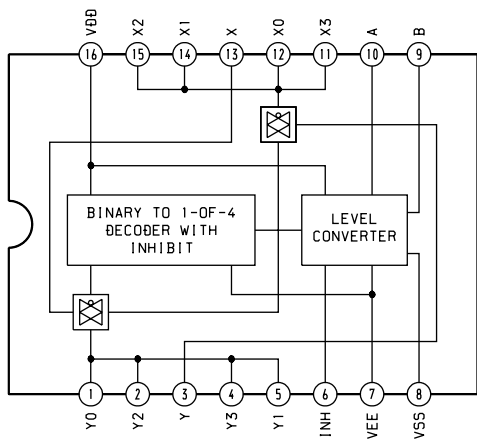 VDD X2 X1 X X0 X3 A B
16 15 14 13 12 11 10 9
BINARY TO 1-OF-4
DECODER WITH
INHIBIT
LEVEL
CONVERTER
1 2 3 4 5 6 7 8
Y0 Y2 Y Y3 Y1 INH VEE VSS